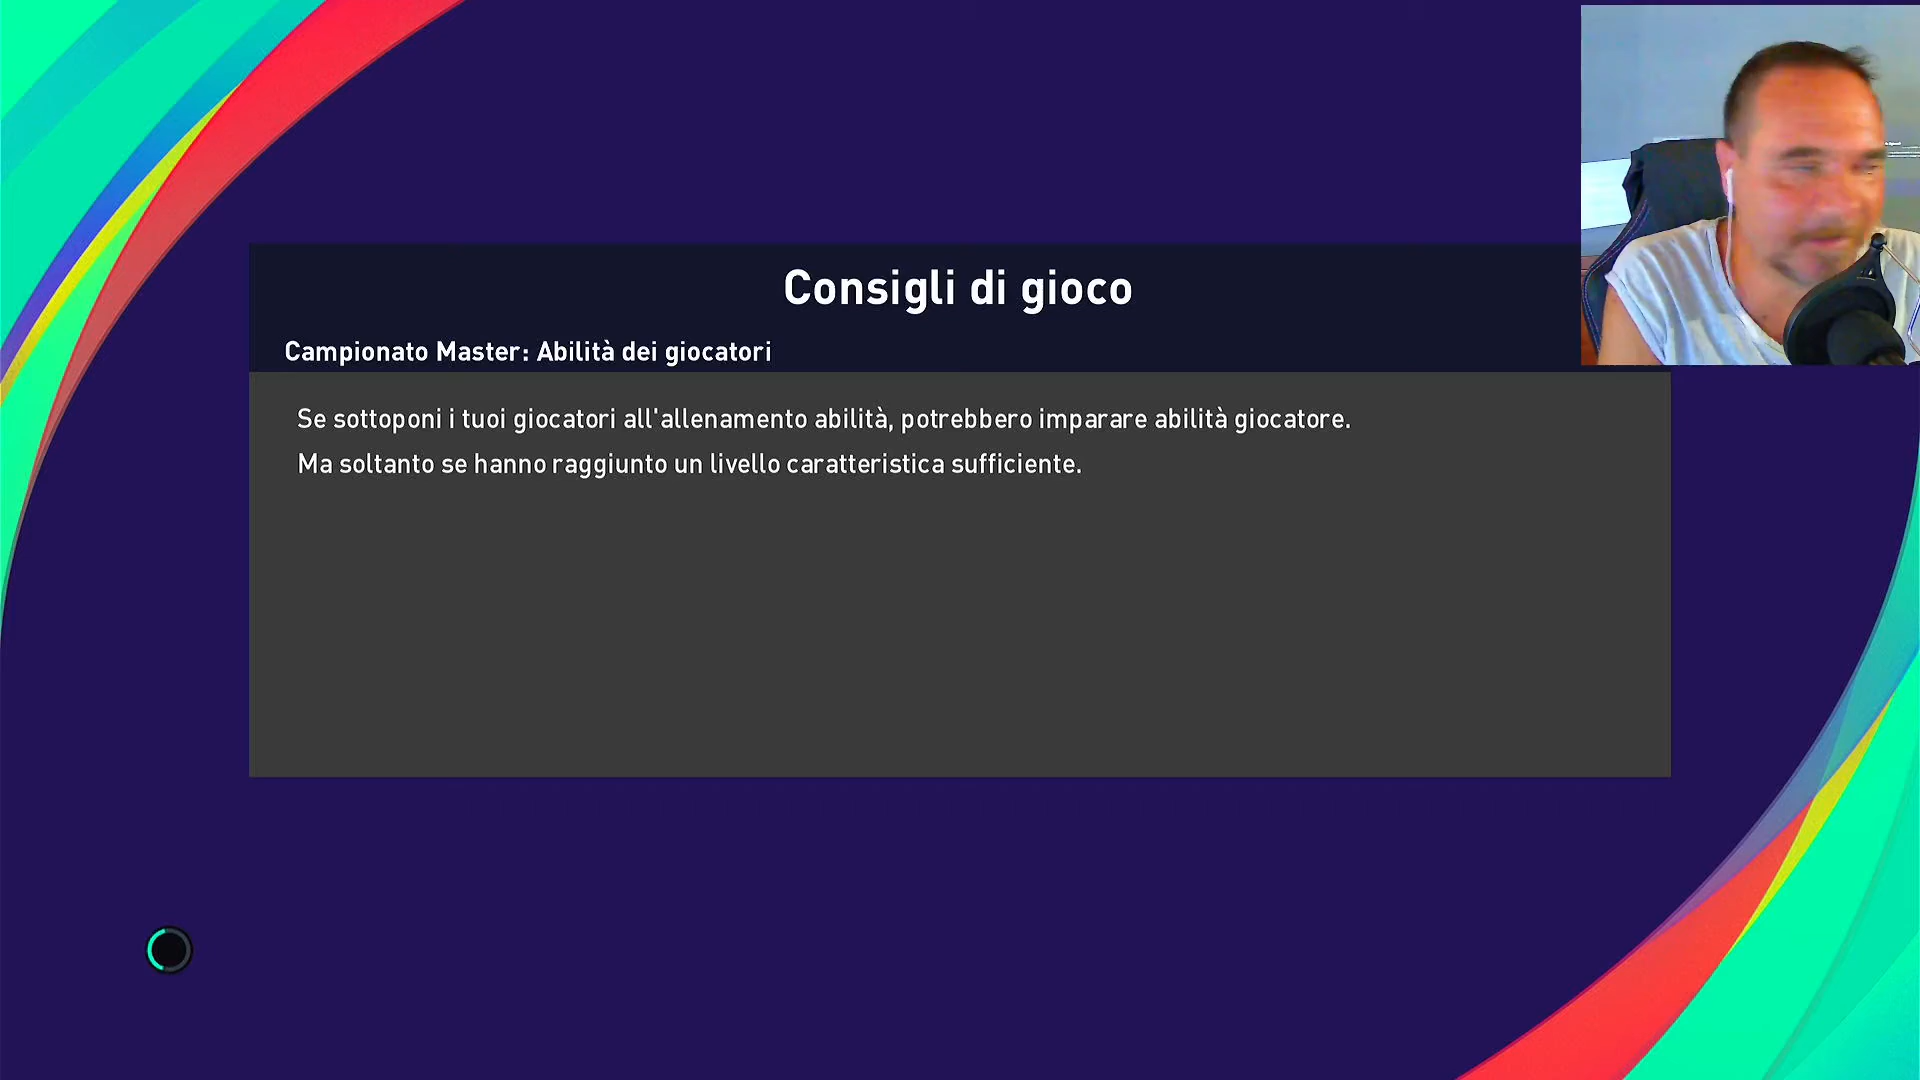 Consigli di gioco
Campionato Master: Abilità dei giocatori
Se sottoponi i tuoi giocatori all'allenamento abilità, potrebbero imparare abilità giocatore.
Ma soltanto se hanno raggiunto un livello caratteristica sufficiente.